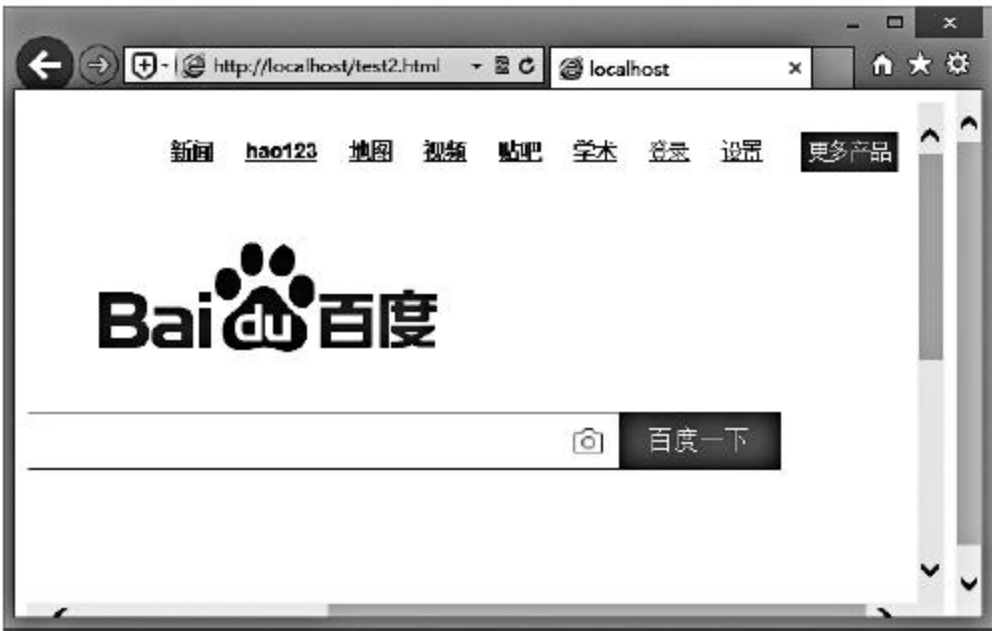 http://localhost/test2.html
localhost
新闻 hao123 地图 视频 贴吧 学术 登录 设置 更多产品
Bai du 百度
百度一下